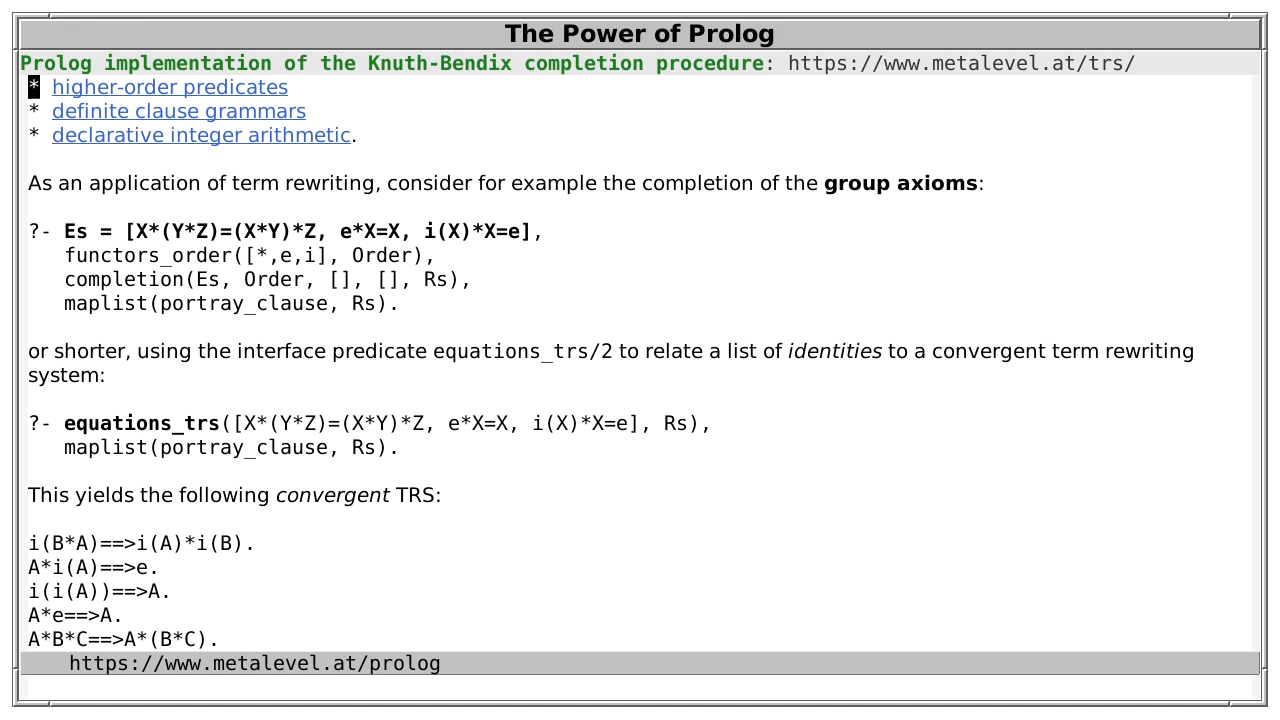 The Power of Prolog
Prolog implementation of the Knuth-Bendix completion procedure: https://www.metalevel.at/trs/
* higher-order predicates
* definite clause grammars
* declarative integer arithmetic.
As an application of term rewriting, consider for example the completion of the group axioms:
?- Es = [X*(Y*Z)=(X*Y)*Z, e*X=X, i(X)*X=e],
functors_order([*,e,i], Order),
completion(Es, Order, [], [], Rs),
maplist(portray_clause, Rs).
or shorter, using the interface predicate equations_trs/2 to relate a list of identities to a convergent term rewriting
system:
?- equations_trs([X*(Y*Z)=(X*Y)*Z, e*X=X, i(X)*X=e], Rs),
maplist(portray_clause, Rs).
This yields the following convergent TRS:
i(B*A)==>i(A)*i(B).
A*i(A)==>e.
i(i(A))==>A.
A*e==>A.
A*B*C==>A*(B*C).
https://www.metalevel.at/prolog